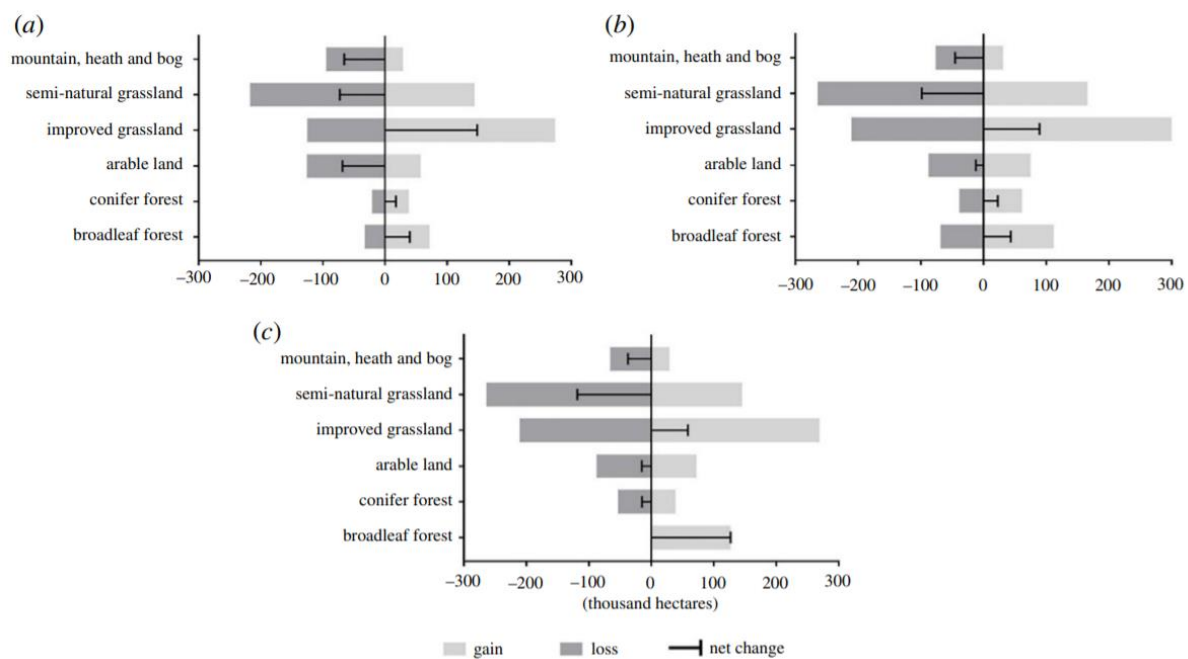 (a)
mountain, heath and bog
semi-natural grassland
improved grassland
arable land
conifer forest
broadleaf forest
−300 −200 −100 0 100 200 300
(b)
mountain, heath and bog
semi-natural grassland
improved grassland
arable land
conifer forest
broadleaf forest
−300 −200 −100 0 100 200 300
(c)
mountain, heath and bog
semi-natural grassland
improved grassland
arable land
conifer forest
broadleaf forest
−300 −200 −100 0 100 200 300
(thousand hectares)
gain loss net change